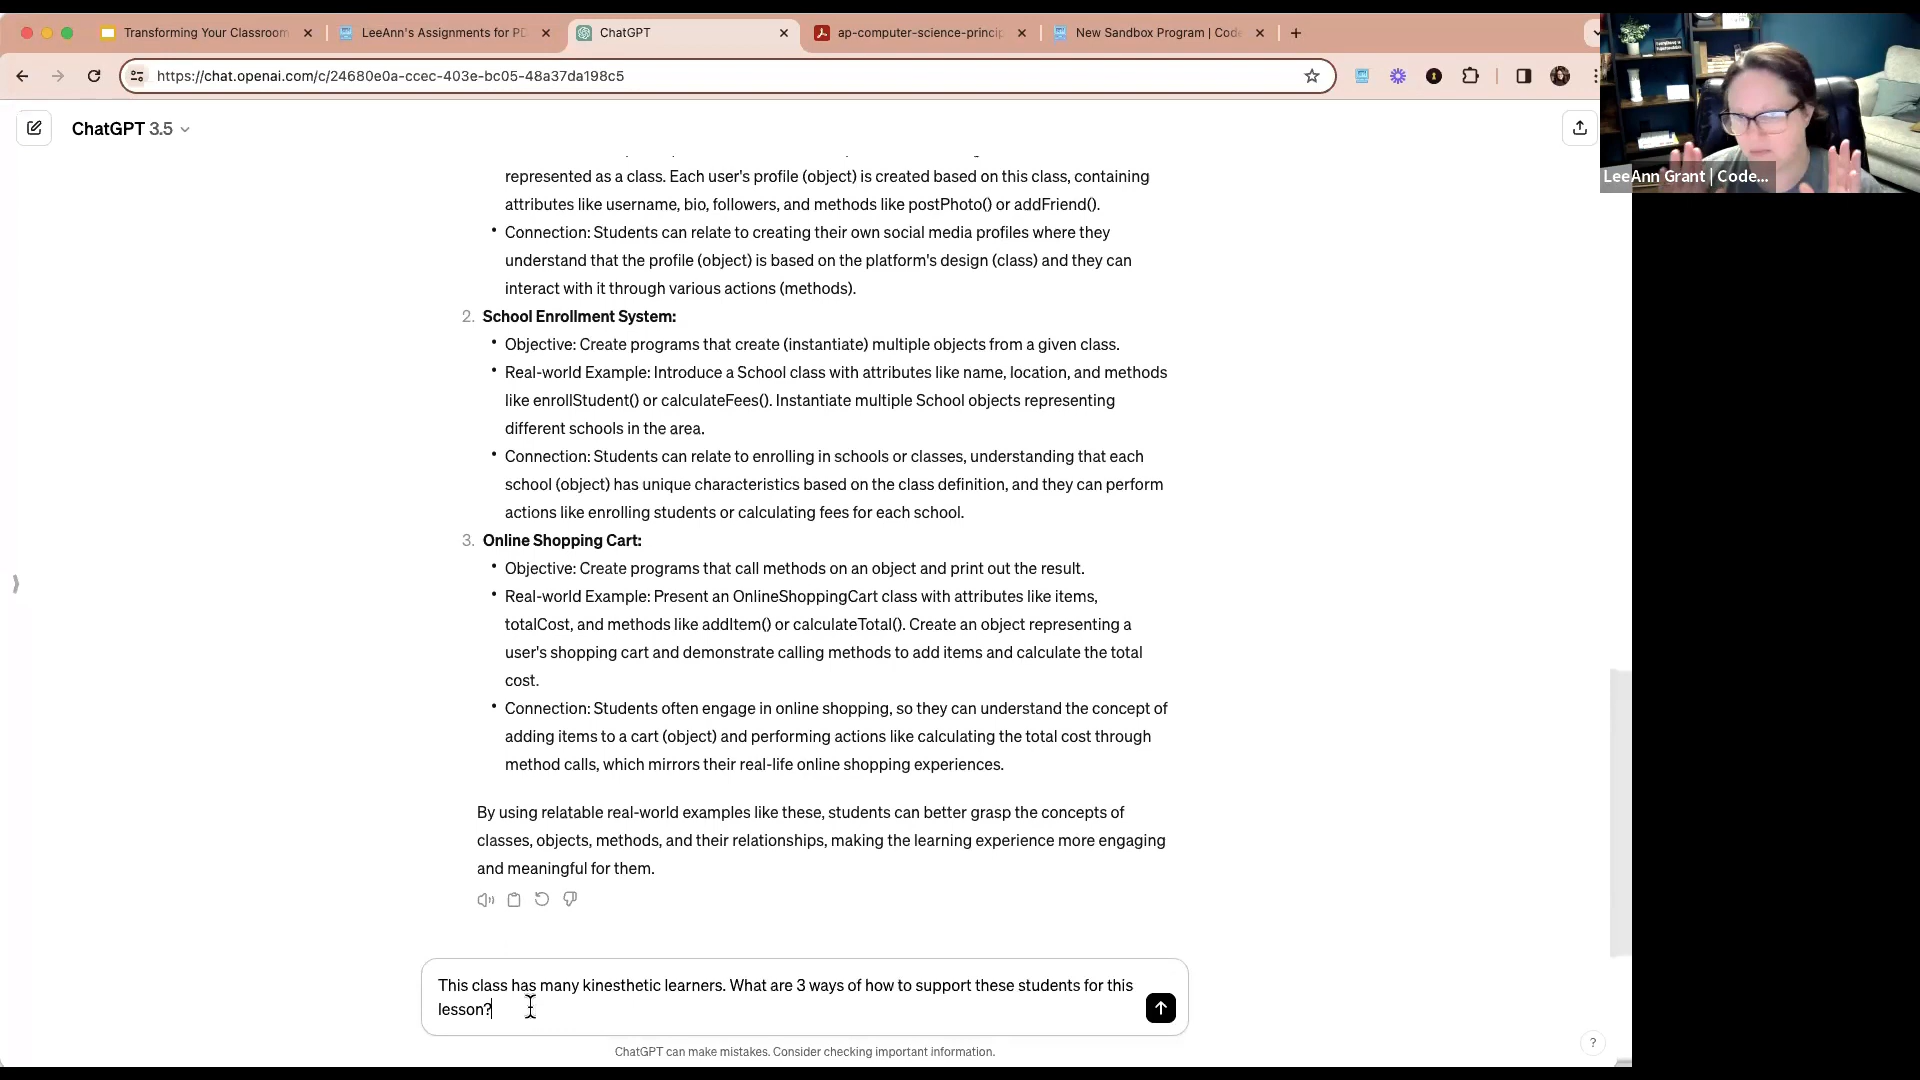 Transforming Your Classroom
LeeAnn's Assignments for PD
ChatGPT
ap-computer-science-princip
New Sandbox Program | Code
https://chat.openai.com/c/24680e0a-ccec-403e-bc05-48a37da198c5
ChatGPT 3.5
LeeAnn Grant | Code...
represented as a class. Each user's profile (object) is created based on this class, containing
attributes like username, bio, followers, and methods like postPhoto() or addFriend().
• Connection: Students can relate to creating their own social media profiles where they
understand that the profile (object) is based on the platform's design (class) and they can
interact with it through various actions (methods).
2. School Enrollment System:
• Objective: Create programs that create (instantiate) multiple objects from a given class.
• Real-world Example: Introduce a School class with attributes like name, location, and methods
like enrollStudent() or calculateFees(). Instantiate multiple School objects representing
different schools in the area.
• Connection: Students can relate to enrolling in schools or classes, understanding that each
school (object) has unique characteristics based on the class definition, and they can perform
actions like enrolling students or calculating fees for each school.
3. Online Shopping Cart:
• Objective: Create programs that call methods on an object and print out the result.
• Real-world Example: Present an OnlineShoppingCart class with attributes like items,
totalCost, and methods like addItem() or calculateTotal(). Create an object representing a
user's shopping cart and demonstrate calling methods to add items and calculate the total
cost.
• Connection: Students often engage in online shopping, so they can understand the concept of
adding items to a cart (object) and performing actions like calculating the total cost through
method calls, which mirrors their real-life online shopping experiences.
By using relatable real-world examples like these, students can better grasp the concepts of
classes, objects, methods, and their relationships, making the learning experience more engaging
and meaningful for them.
This class has many kinesthetic learners. What are 3 ways of how to support these students for this
lesson?
ChatGPT can make mistakes. Consider checking important information.
?